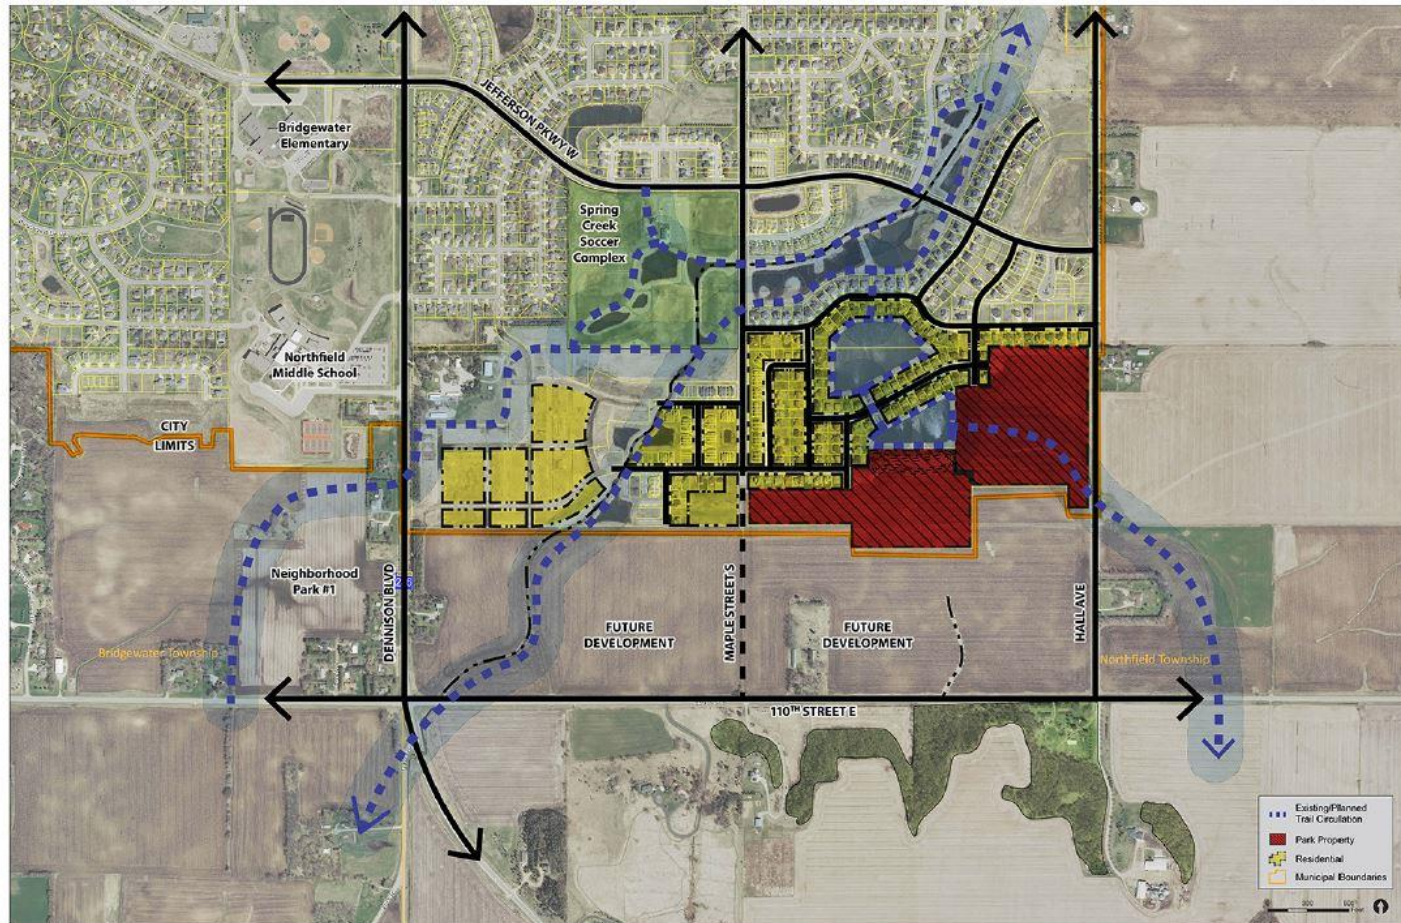 JEFFERSON PKWY W
Bridgewater
Elementary
Spring
Creek
Soccer
Complex
Northfield
Middle School
CITY
LIMITS
Neighborhood
Park #1
DENNISON BLVD
Bridgewater Township
FUTURE
DEVELOPMENT
MAPLE STREET S
FUTURE
DEVELOPMENT
HALL AVE
Northfield Township
110TH STREET E
Existing/Planned
Trail Circulation
Park Property
Residential
Municipal Boundaries